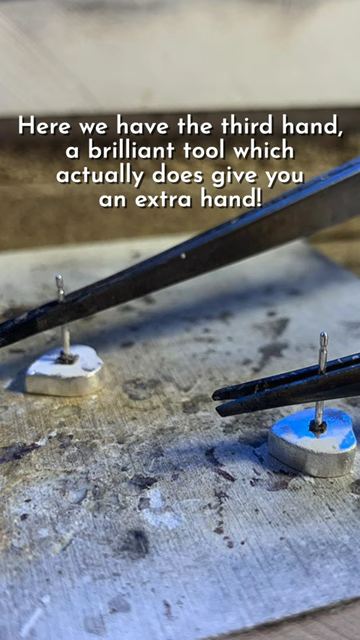 Here we have the third hand,
a brilliant tool which
actually does give you
an extra hand!